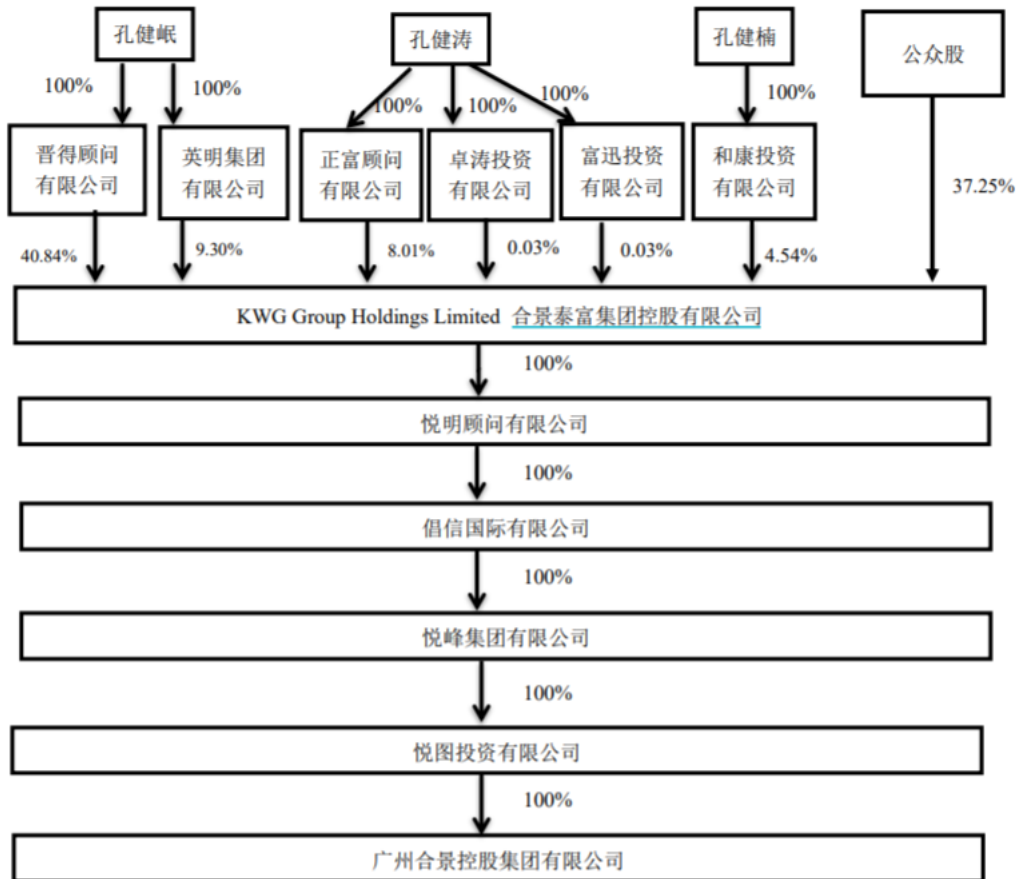 孔健岷
孔健涛
孔健楠
公众股
100%
100%
100%
100%
100%
100%
晋得顾问
有限公司
英明集团
有限公司
正富顾问
有限公司
卓涛投资
有限公司
富迅投资
有限公司
和康投资
有限公司
37.25%
40.84%
9.30%
8.01%
0.03%
0.03%
4.54%
KWG Group Holdings Limited 合景泰富集团控股有限公司
100%
悦明顾问有限公司
100%
倡信国际有限公司
100%
悦峰集团有限公司
100%
悦图投资有限公司
100%
广州合景控股集团有限公司